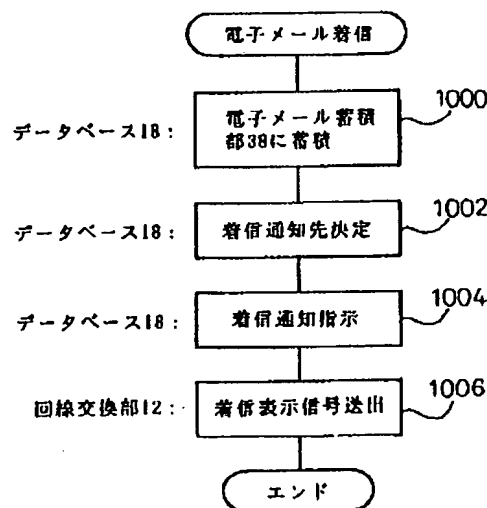 電子メール着信
データベース18：
電子メール蓄積
部38に蓄積
1000
データベース18：
着信通知先決定
1002
データベース18：
着信通知指示
1004
回線交換部12：
着信表示信号送出
1006
エンド